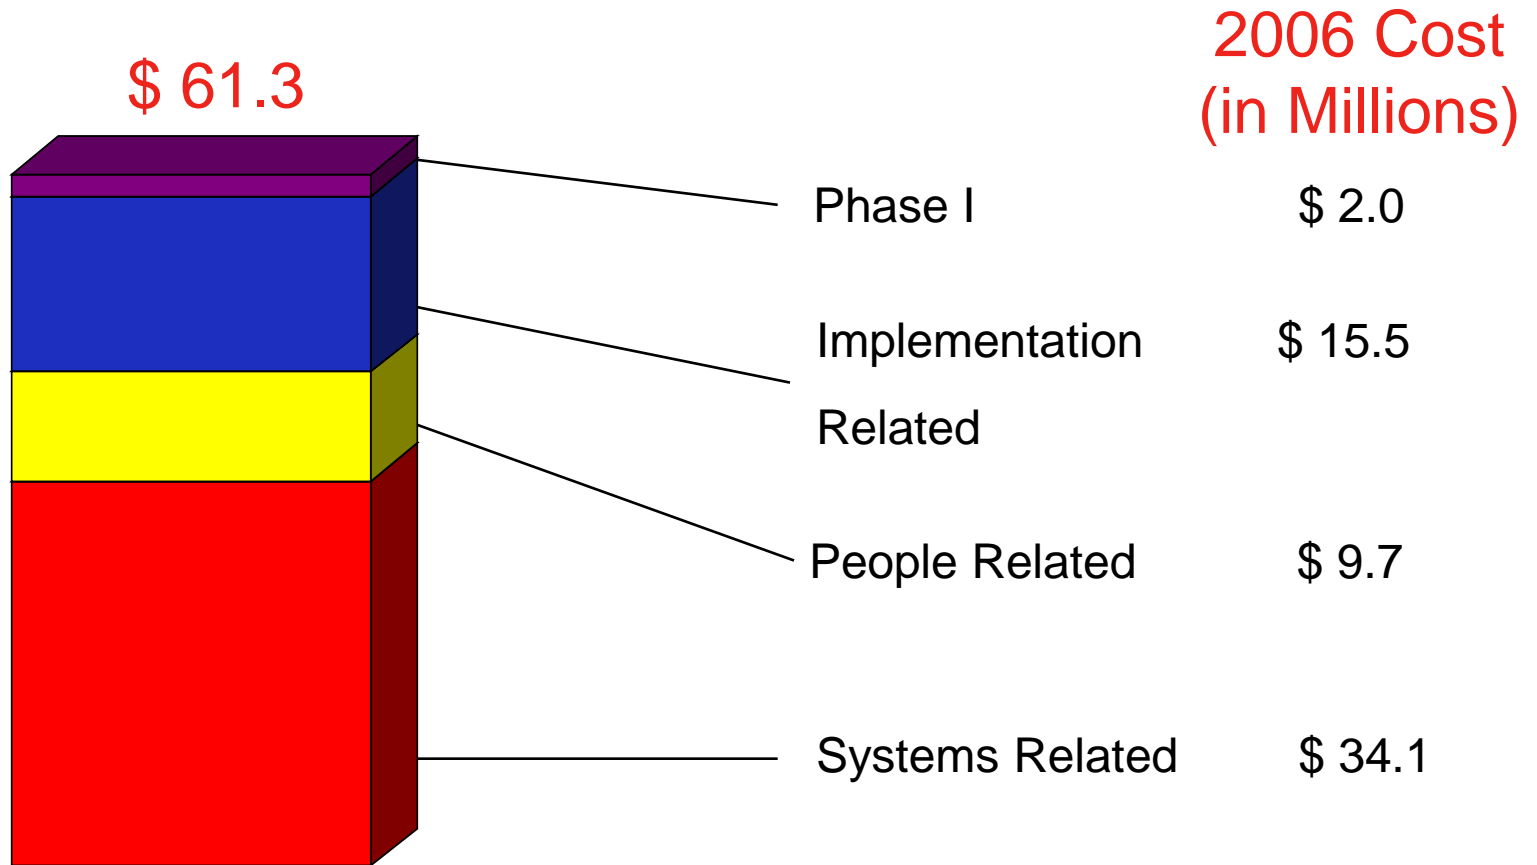 2006 Cost
(in Millions)
$ 61.3
Phase I $ 2.0
Implementation $ 15.5
Related
People Related $ 9.7
Systems Related $ 34.1